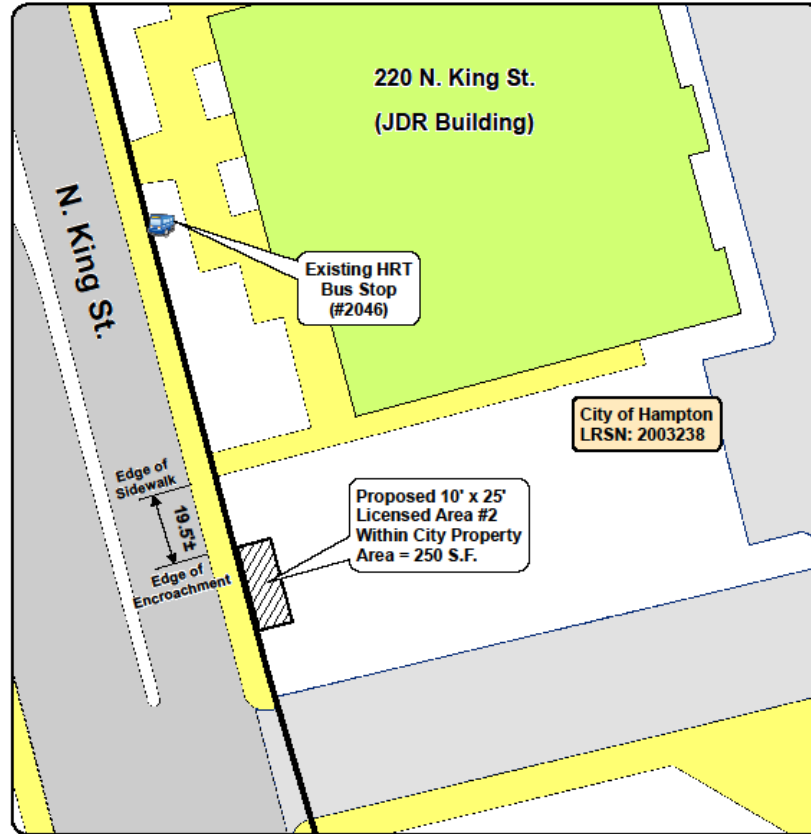 220 N. King St.
(JDR Building)
N. King St.
Existing HRT
Bus Stop
(#2046)
City of Hampton
LRSN: 2003238
Edge of
Sidewalk
19.5'±
Edge of
Encroachment
Proposed 10' x 25'
Licensed Area #2
Within City Property
Area = 250 S.F.